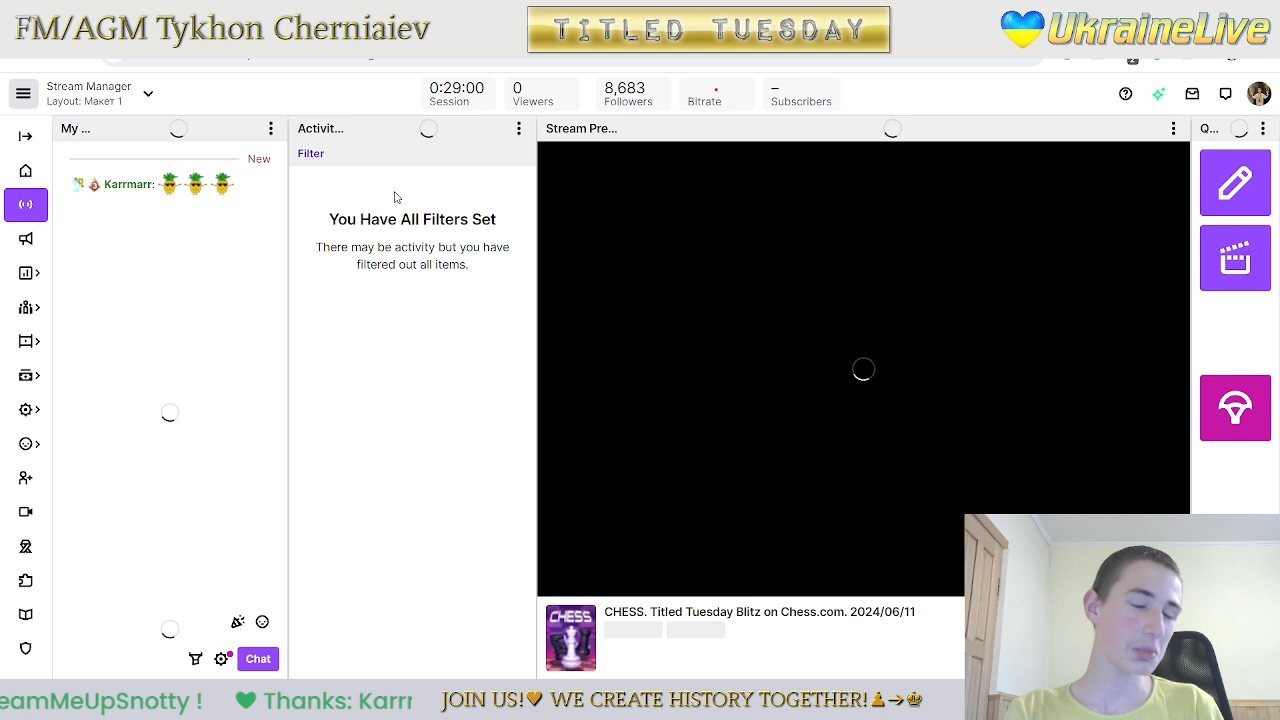 FM/AGM Tykhon Cherniaiev
TITLED TUESDAY
UkraineLive
Stream Manager
Layout: Макет 1
0:29:00
Session
0
Viewers
8,683
Followers
Bitrate
–
Subscribers
My ...
Activit...
Stream Pre...
Q...
Filter
New
Karrmarr:
You Have All Filters Set
There may be activity but you have
filtered out all items.
CHESS
CHESS. Titled Tuesday Blitz on Chess.com. 2024/06/11
Chat
eamMeUpSnotty !
Thanks: Karrr
JOIN US! WE CREATE HISTORY TOGETHER!